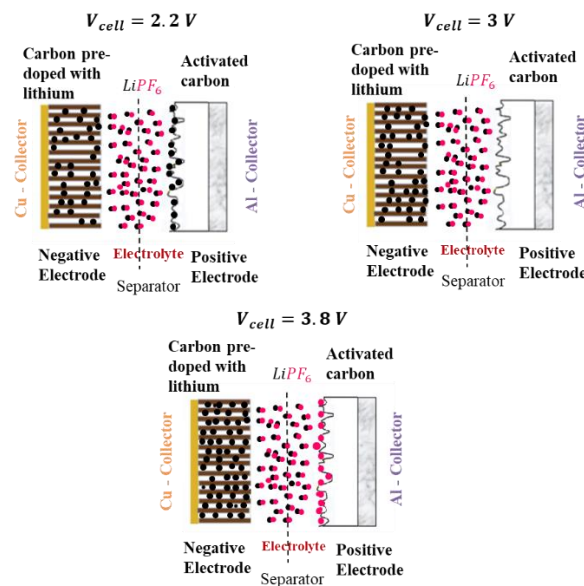 V_cell = 2.2 V
Carbon pre-
doped with
lithium
LiPF6
Activated
carbon
Cu - Collector
Al - Collector
Negative
Electrode
Electrolyte
Positive
Electrode
Separator
V_cell = 3 V
Carbon pre-
doped with
lithium
LiPF6
Activated
carbon
Cu - Collector
Al - Collector
Negative
Electrode
Electrolyte
Positive
Electrode
Separator
V_cell = 3.8 V
Carbon pre-
doped with
lithium
LiPF6
Activated
carbon
Cu - Collector
Al - Collector
Negative
Electrode
Electrolyte
Positive
Electrode
Separator